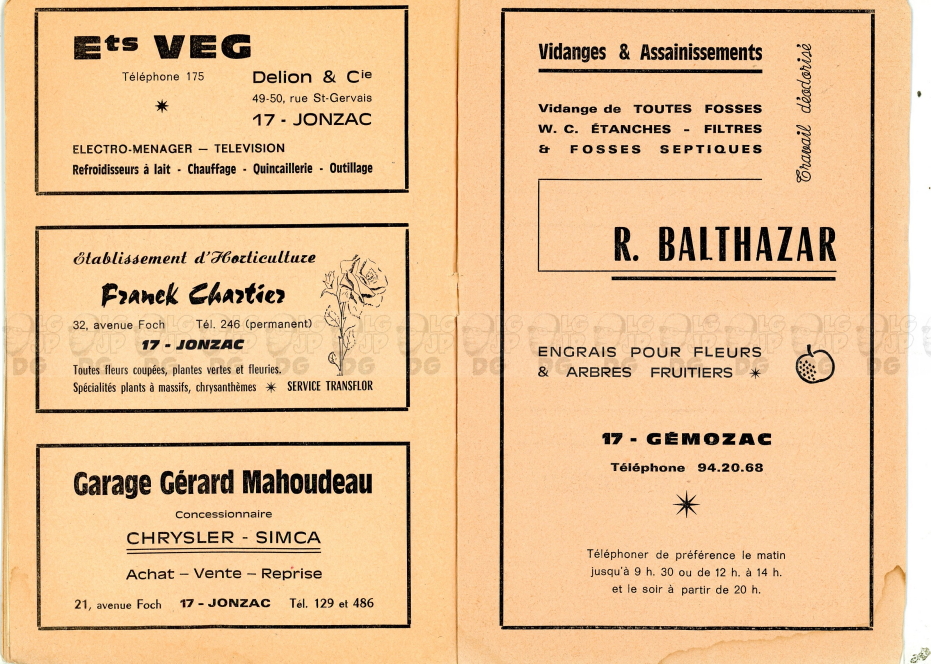 Ets VEG
Téléphone 175
Delion & Cie
49-50, rue St-Gervais
17 - JONZAC
ELECTRO-MENAGER — TELEVISION
Refroidisseurs à lait - Chauffage - Quincaillerie - Outillage
Etablissement d'Horticulture
Franck Chartier
32, avenue Foch Tél. 246 (permanent)
17 - JONZAC
Toutes fleurs coupées, plantes vertes et fleuries.
Spécialités plants à massifs, chrysanthèmes ✷ SERVICE TRANSFLOR
Garage Gérard Mahoudeau
Concessionnaire
CHRYSLER - SIMCA
Achat – Vente – Reprise
21, avenue Foch 17 - JONZAC Tél. 129 et 486
Vidanges & Assainissements
Travail déodorisé
Vidange de TOUTES FOSSES
W. C. ÉTANCHES - FILTRES
& FOSSES SEPTIQUES
R. BALTHAZAR
ENGRAIS POUR FLEURS
& ARBRES FRUITIERS ✷
17 - GÉMOZAC
Téléphone 94.20.68
Téléphoner de préférence le matin
jusqu'à 9 h. 30 ou de 12 h. à 14 h.
et le soir à partir de 20 h.
LG JP DG